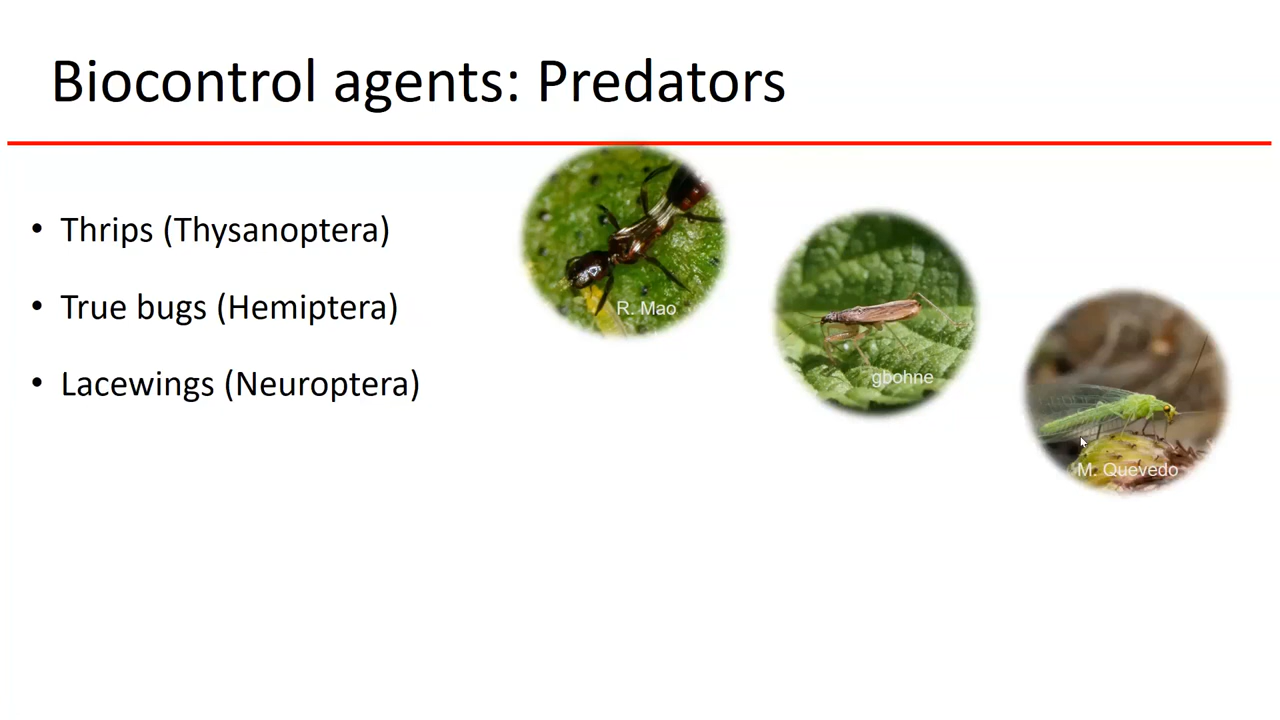 Biocontrol agents: Predators
• Thrips (Thysanoptera)
• True bugs (Hemiptera)
• Lacewings (Neuroptera)
R. Mao
gbohne
M. Quevedo